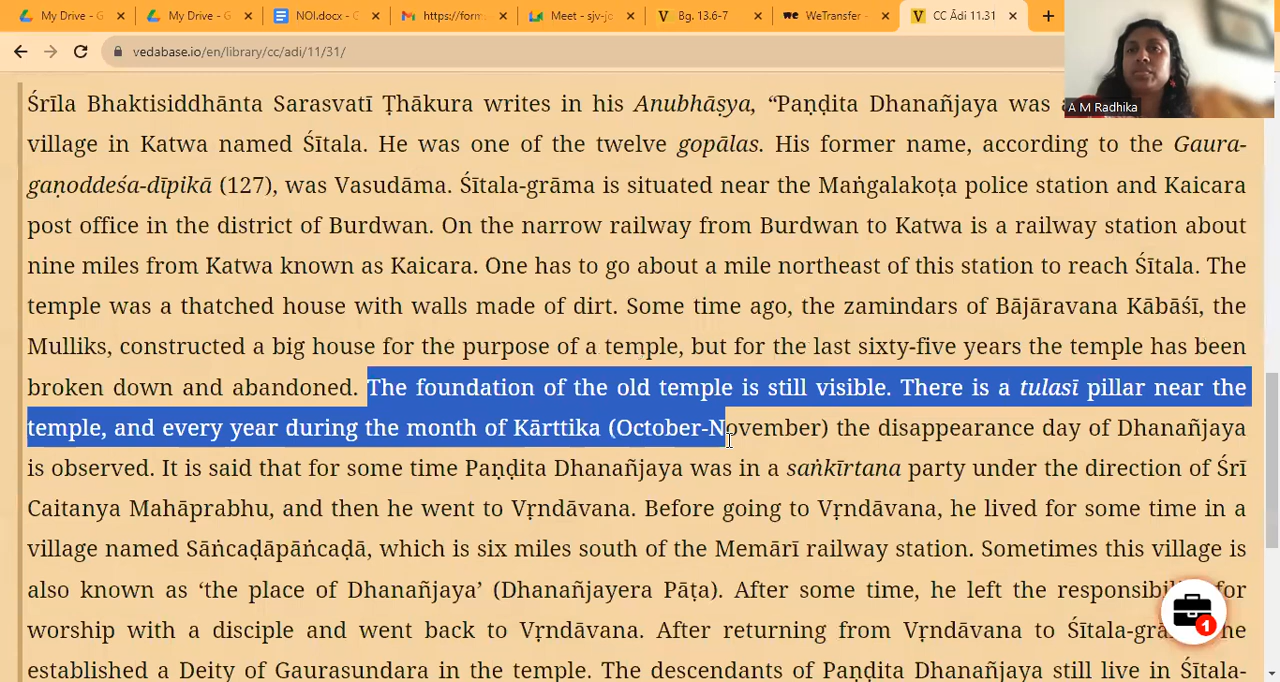 My Drive - G
My Drive - G
NOI.docx - G
https://form
Meet - sjv-jo
Bg. 13.6-7
WeTransfer -
CC Ādi 11.31
vedabase.io/en/library/cc/adi/11/31/
A M Radhika
Śrīla Bhaktisiddhānta Sarasvatī Ṭhākura writes in his Anubhāṣya, “Paṇḍita Dhanañjaya was a
village in Katwa named Śītala. He was one of the twelve gopālas. His former name, according to the Gaura-
gaṇoddeśa-dīpikā (127), was Vasudāma. Śītala-grāma is situated near the Maṅgalakoṭa police station and Kaicara
post office in the district of Burdwan. On the narrow railway from Burdwan to Katwa is a railway station about
nine miles from Katwa known as Kaicara. One has to go about a mile northeast of this station to reach Śītala. The
temple was a thatched house with walls made of dirt. Some time ago, the zamindars of Bājāravana Kābāśī, the
Mulliks, constructed a big house for the purpose of a temple, but for the last sixty-five years the temple has been
broken down and abandoned. The foundation of the old temple is still visible. There is a tulasī pillar near the
temple, and every year during the month of Kārttika (October-November) the disappearance day of Dhanañjaya
is observed. It is said that for some time Paṇḍita Dhanañjaya was in a saṅkīrtana party under the direction of Śrī
Caitanya Mahāprabhu, and then he went to Vṛndāvana. Before going to Vṛndāvana, he lived for some time in a
village named Sāṅcaḍāpāṅcaḍā, which is six miles south of the Memārī railway station. Sometimes this village is
also known as ‘the place of Dhanañjaya’ (Dhanañjayera Pāṭa). After some time, he left the responsibility for
worship with a disciple and went back to Vṛndāvana. After returning from Vṛndāvana to Śītala-grāma, he
established a Deity of Gaurasundara in the temple. The descendants of Paṇḍita Dhanañjaya still live in Śītala-
1